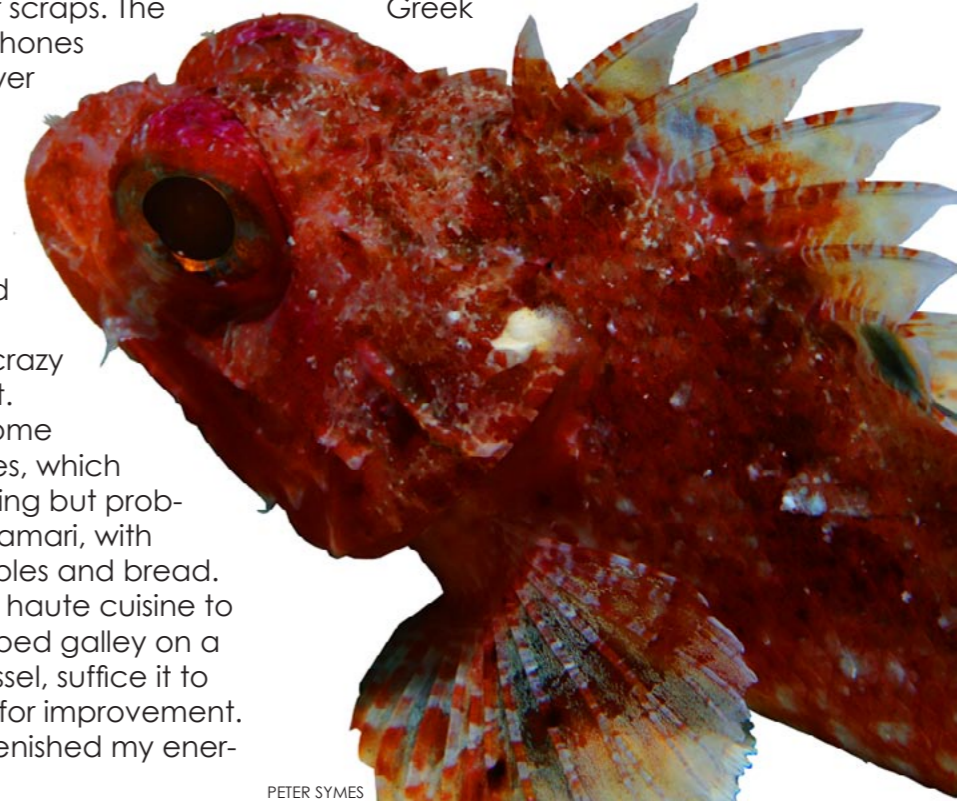 scraps. The
hones
ver
d
crazy
t.
ome
es, which
ing but prob-
amari, with
bles and bread.
haute cuisine to
ped galley on a
ssel, suffice it to
for improvement.
enished my ener-
Greek
PETER SYMES